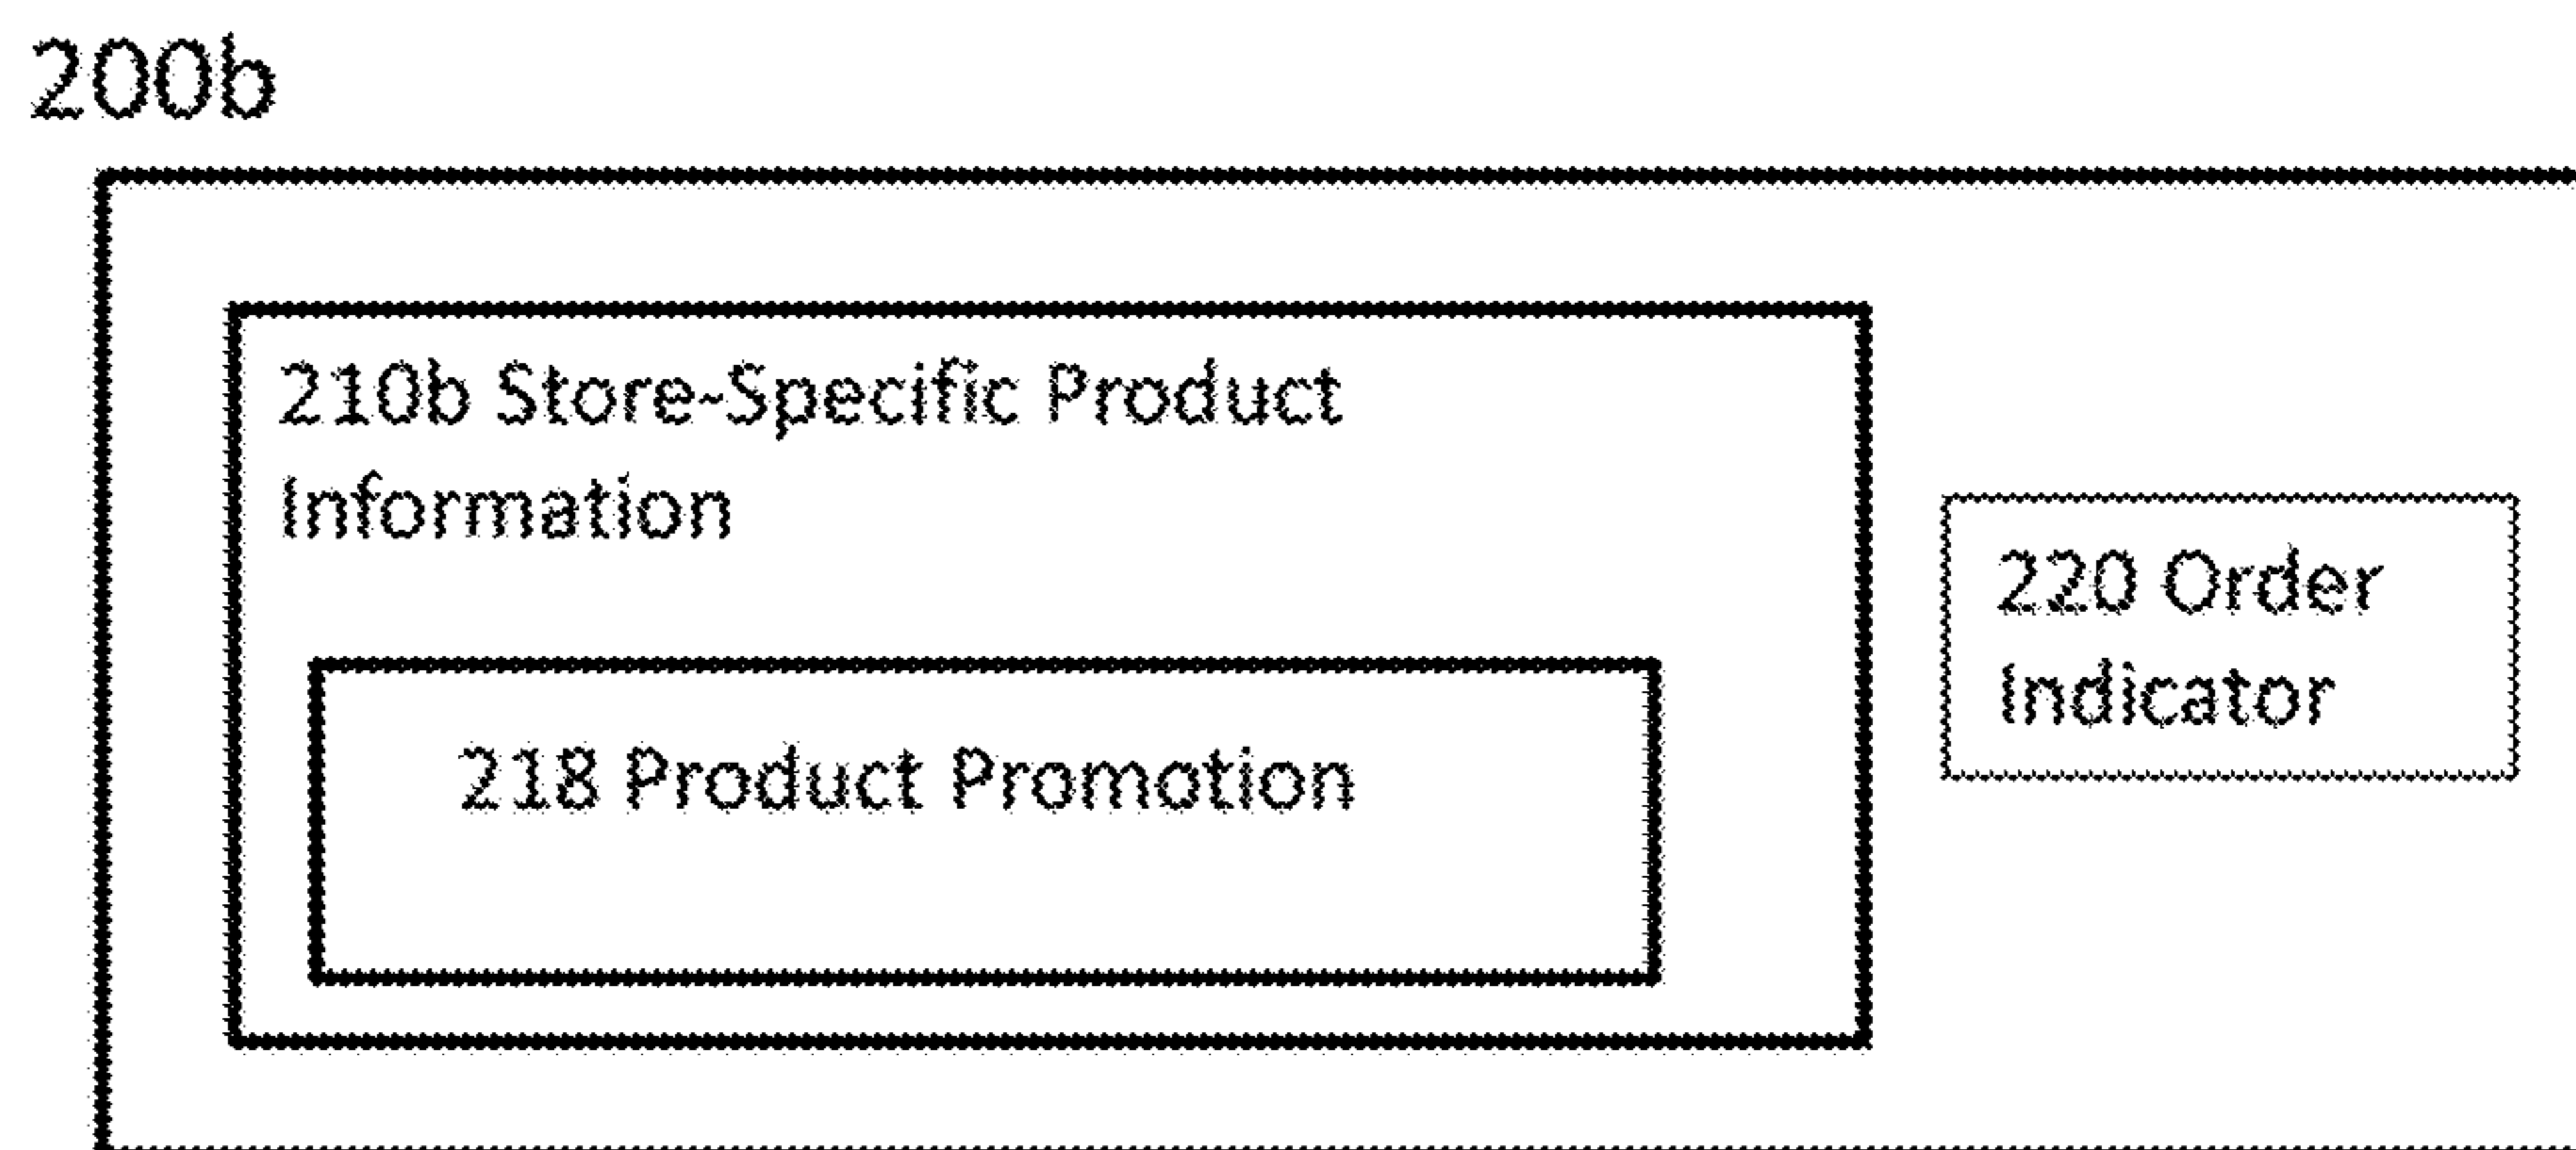 200b
210b Store-Specific Product
Information
220 Order
Indicator
218 Product Promotion